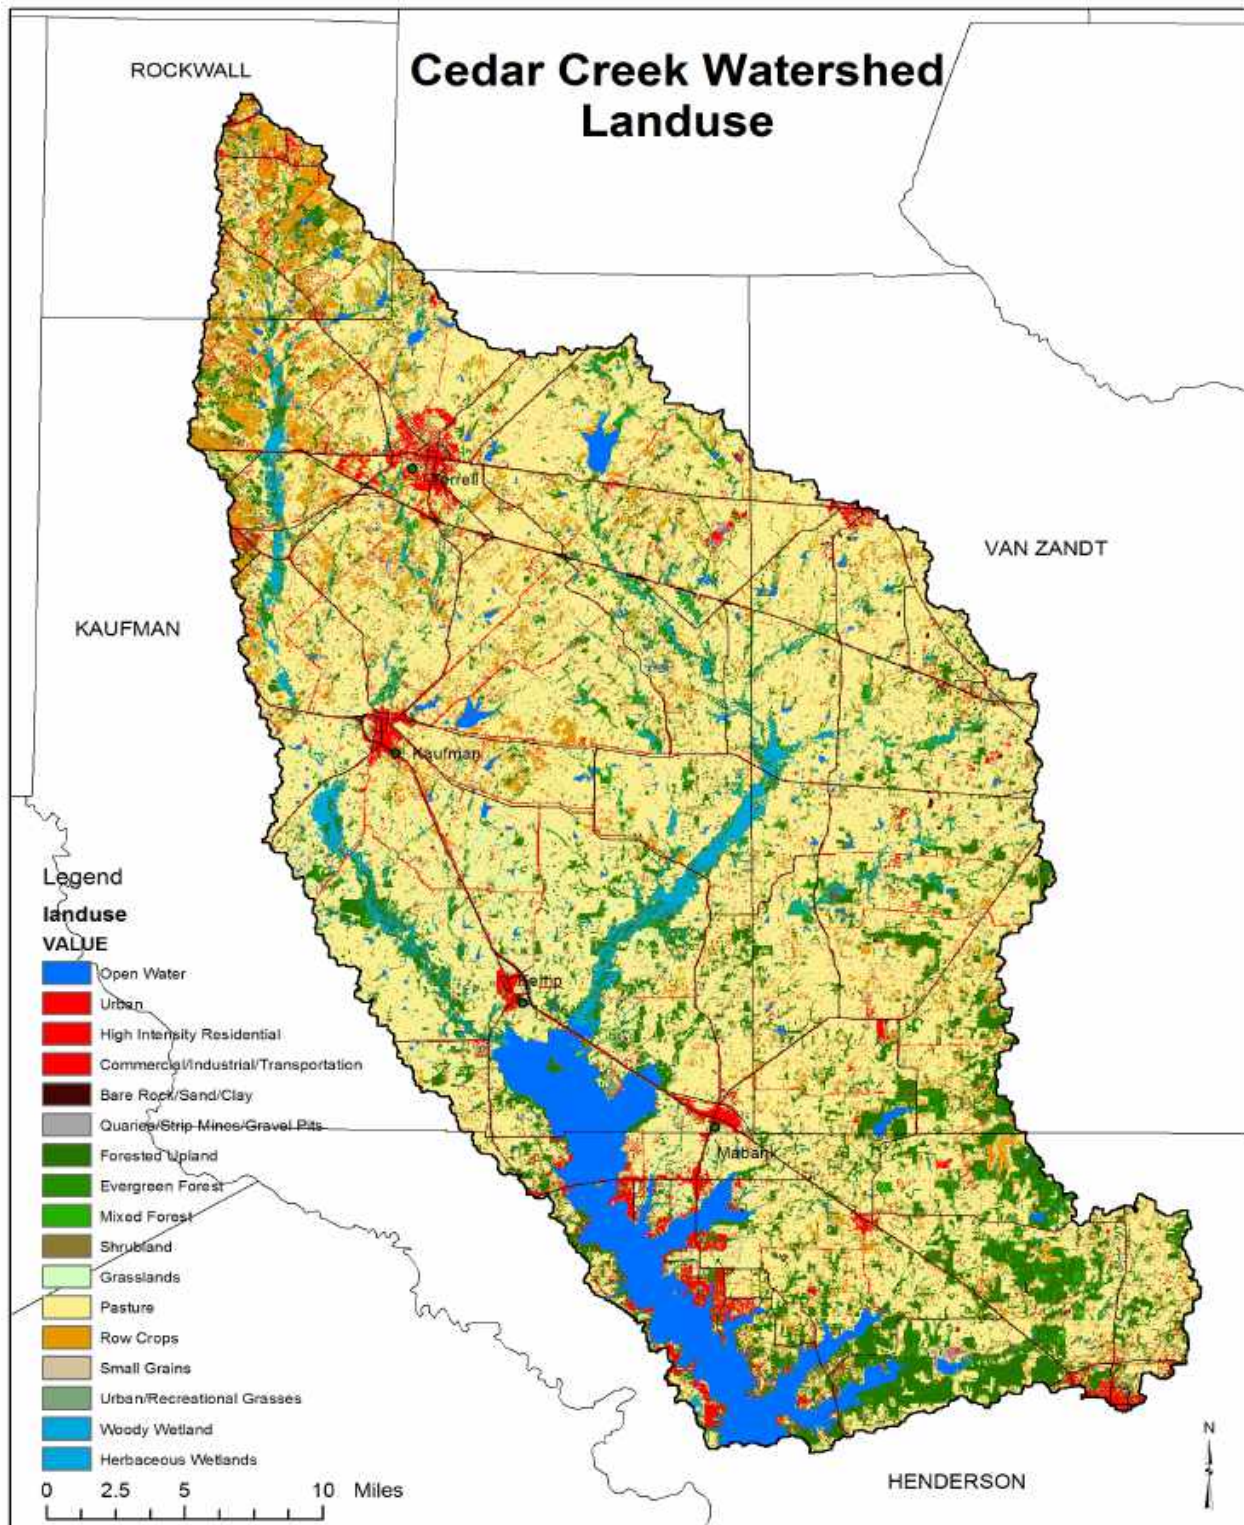 Cedar Creek Watershed
Landuse
ROCKWALL
Terrell
VAN ZANDT
KAUFMAN
Kaufman
Kemp
Mabank
HENDERSON
Legend
landuse
VALUE
Open Water
Urban
High Intensity Residential
Commercial/Industrial/Transportation
Bare Rock/Sand/Clay
Quaries/Strip Mines/Gravel Pits
Forested Upland
Evergreen Forest
Mixed Forest
Shrubland
Grasslands
Pasture
Row Crops
Small Grains
Urban/Recreational Grasses
Woody Wetland
Herbaceous Wetlands
0 2.5 5 10 Miles
N
S